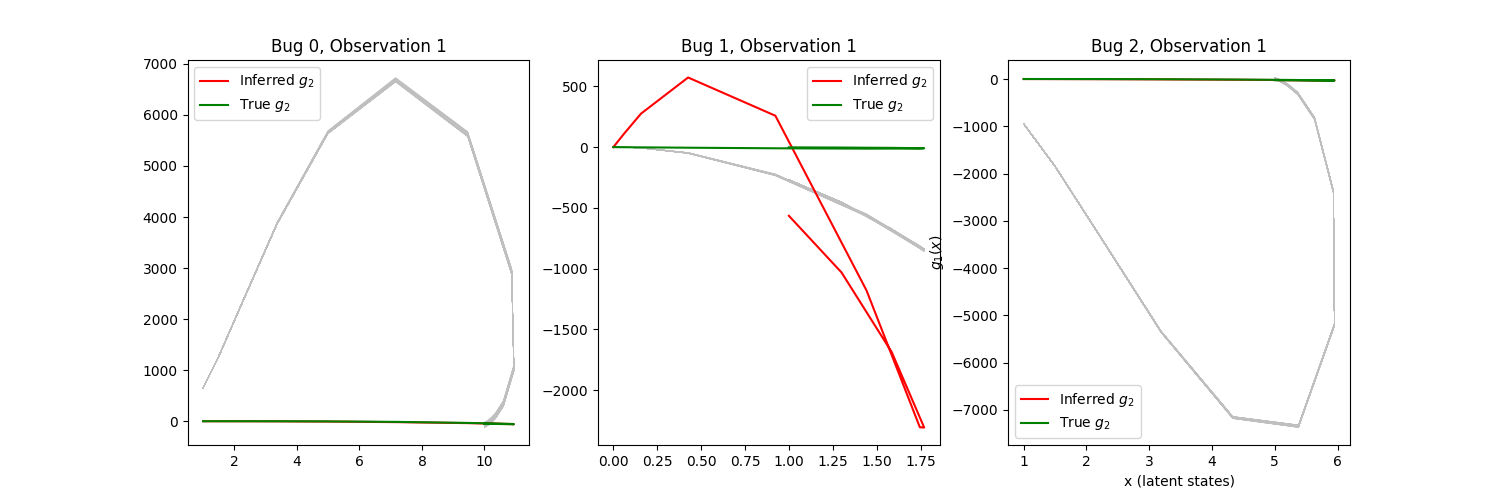 Bug 0, Observation 1
Inferred g₂
True g₂
7000
6000
5000
4000
3000
2000
1000
0
2 4 6 8 10
Bug 1, Observation 1
Inferred g₂
True g₂
500
0
−500
−1000
−1500
−2000
0.00 0.25 0.50 0.75 1.00 1.25 1.50 1.75
Bug 2, Observation 1
g₁(x)
0
−1000
−2000
−3000
−4000
−5000
−6000
−7000
Inferred g₂
True g₂
1 2 3 4 5 6
x (latent states)